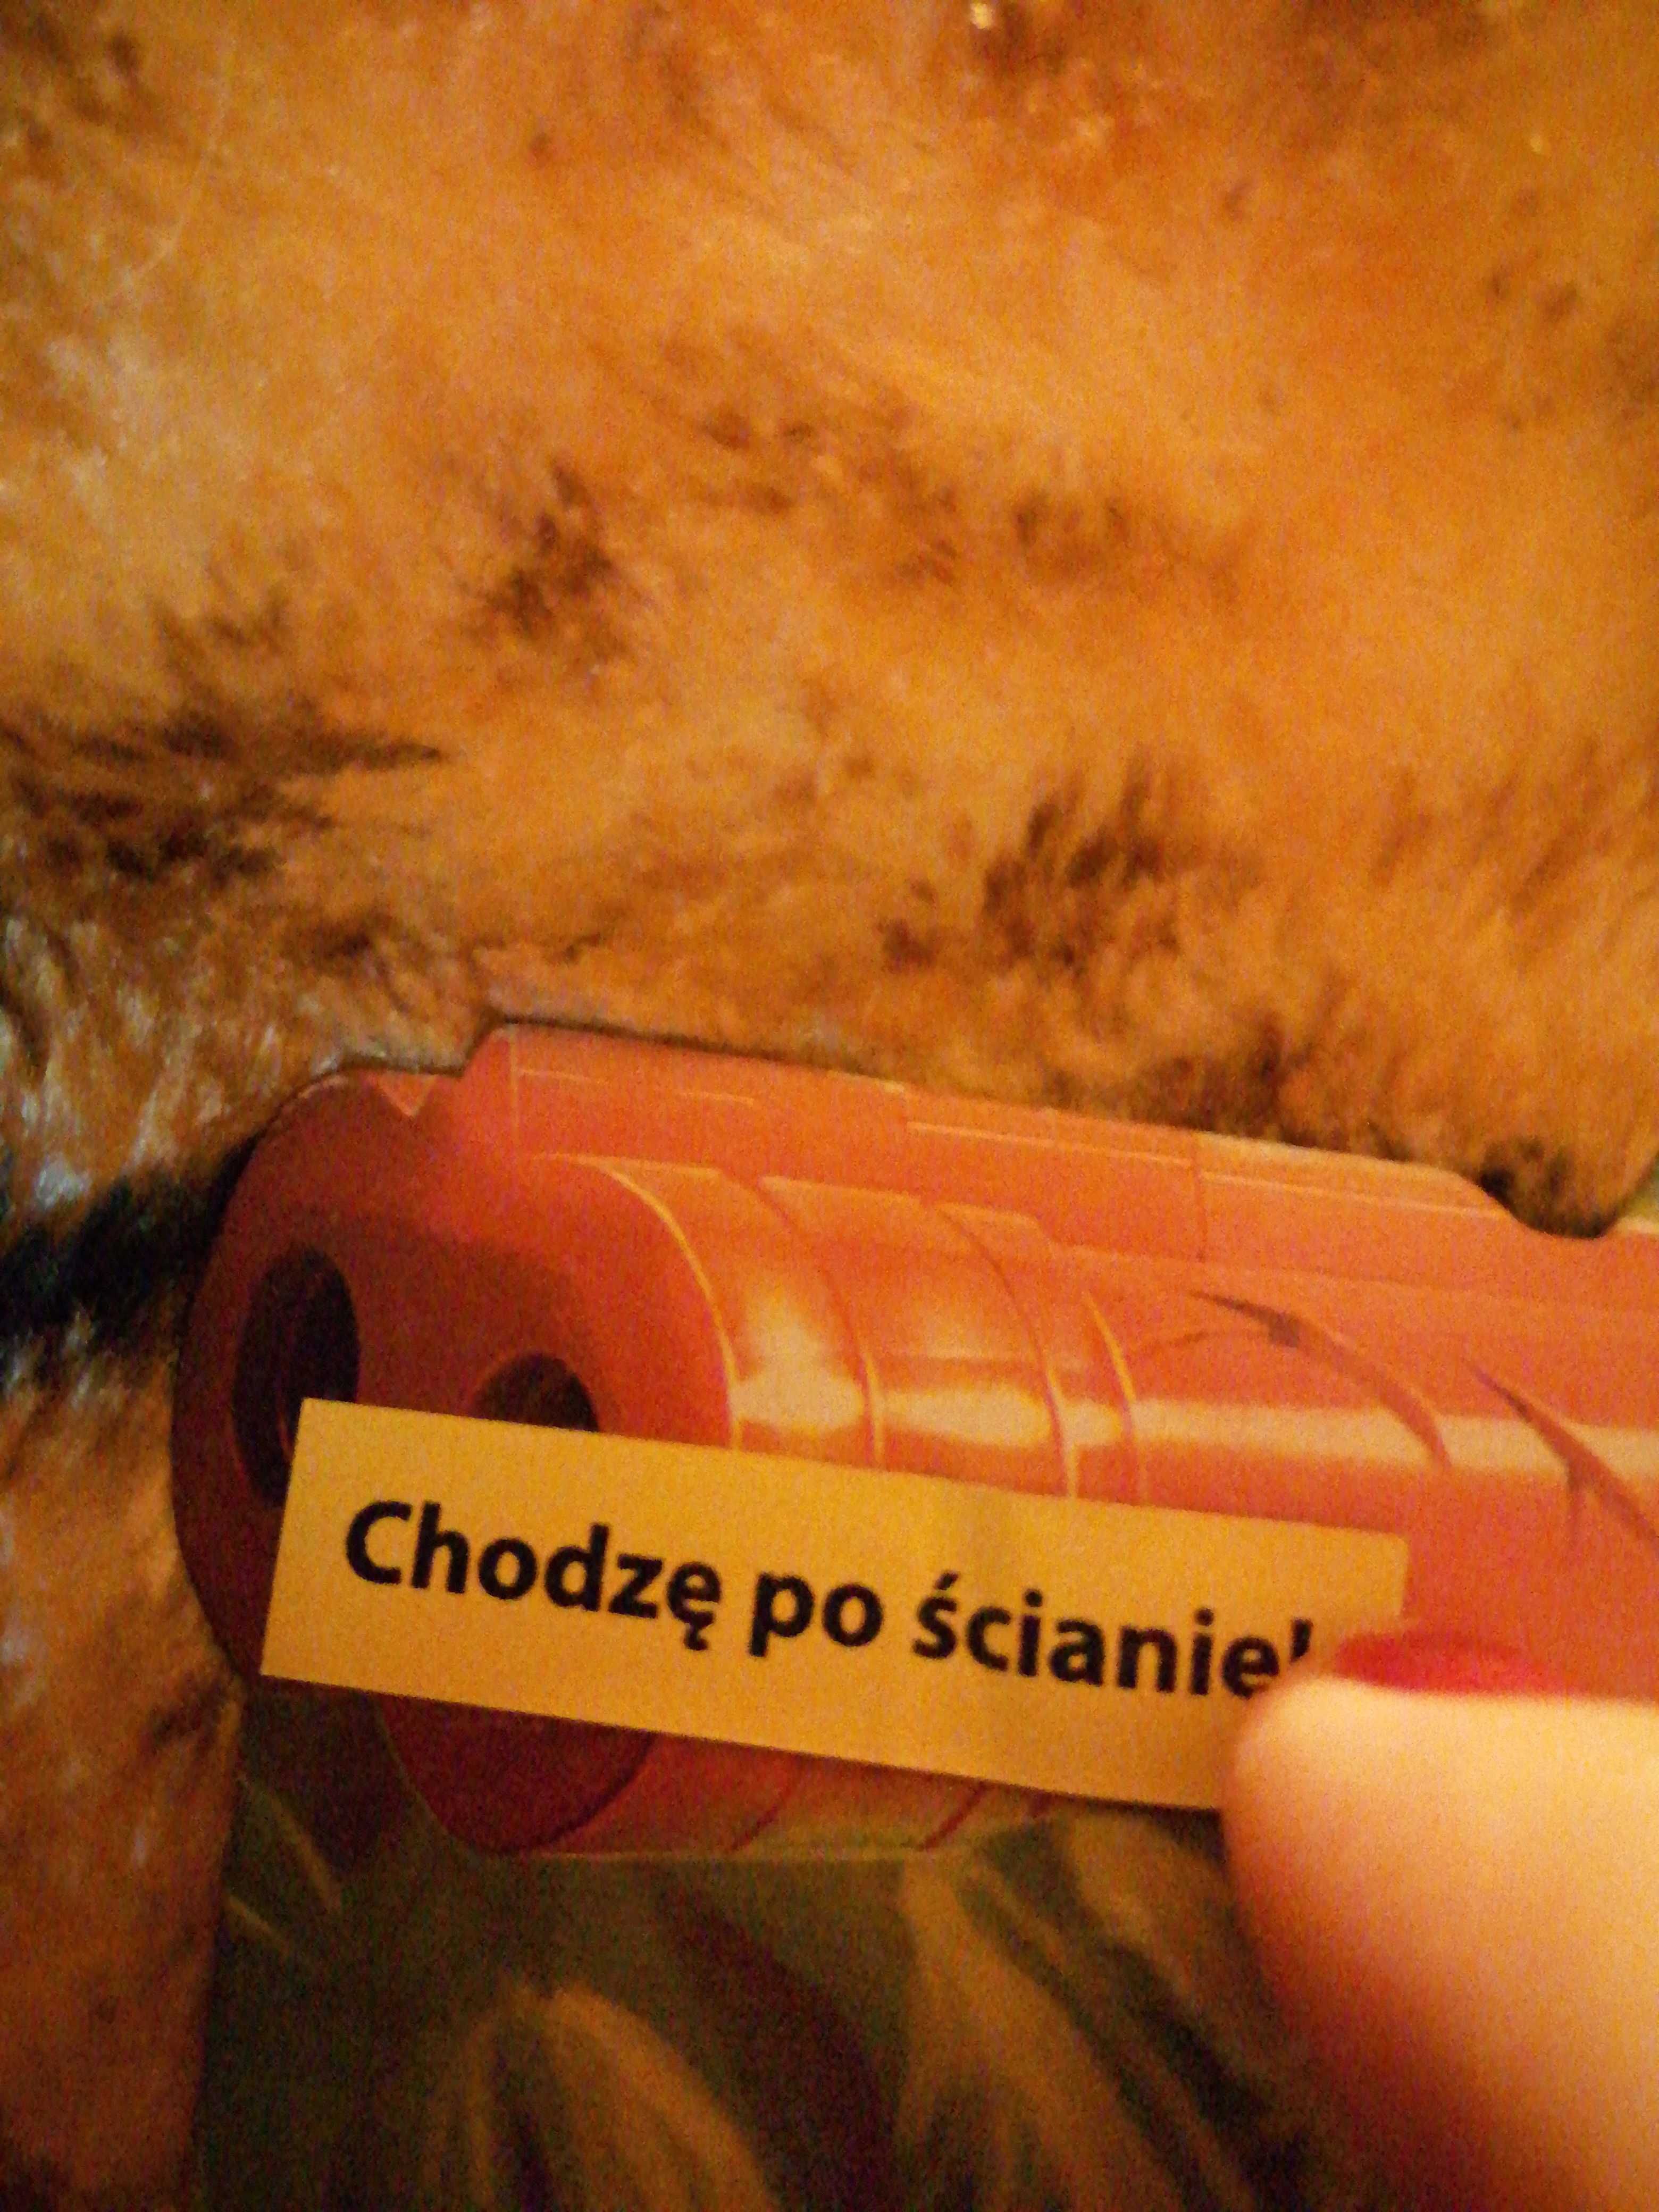 Chodzę po ścianie!